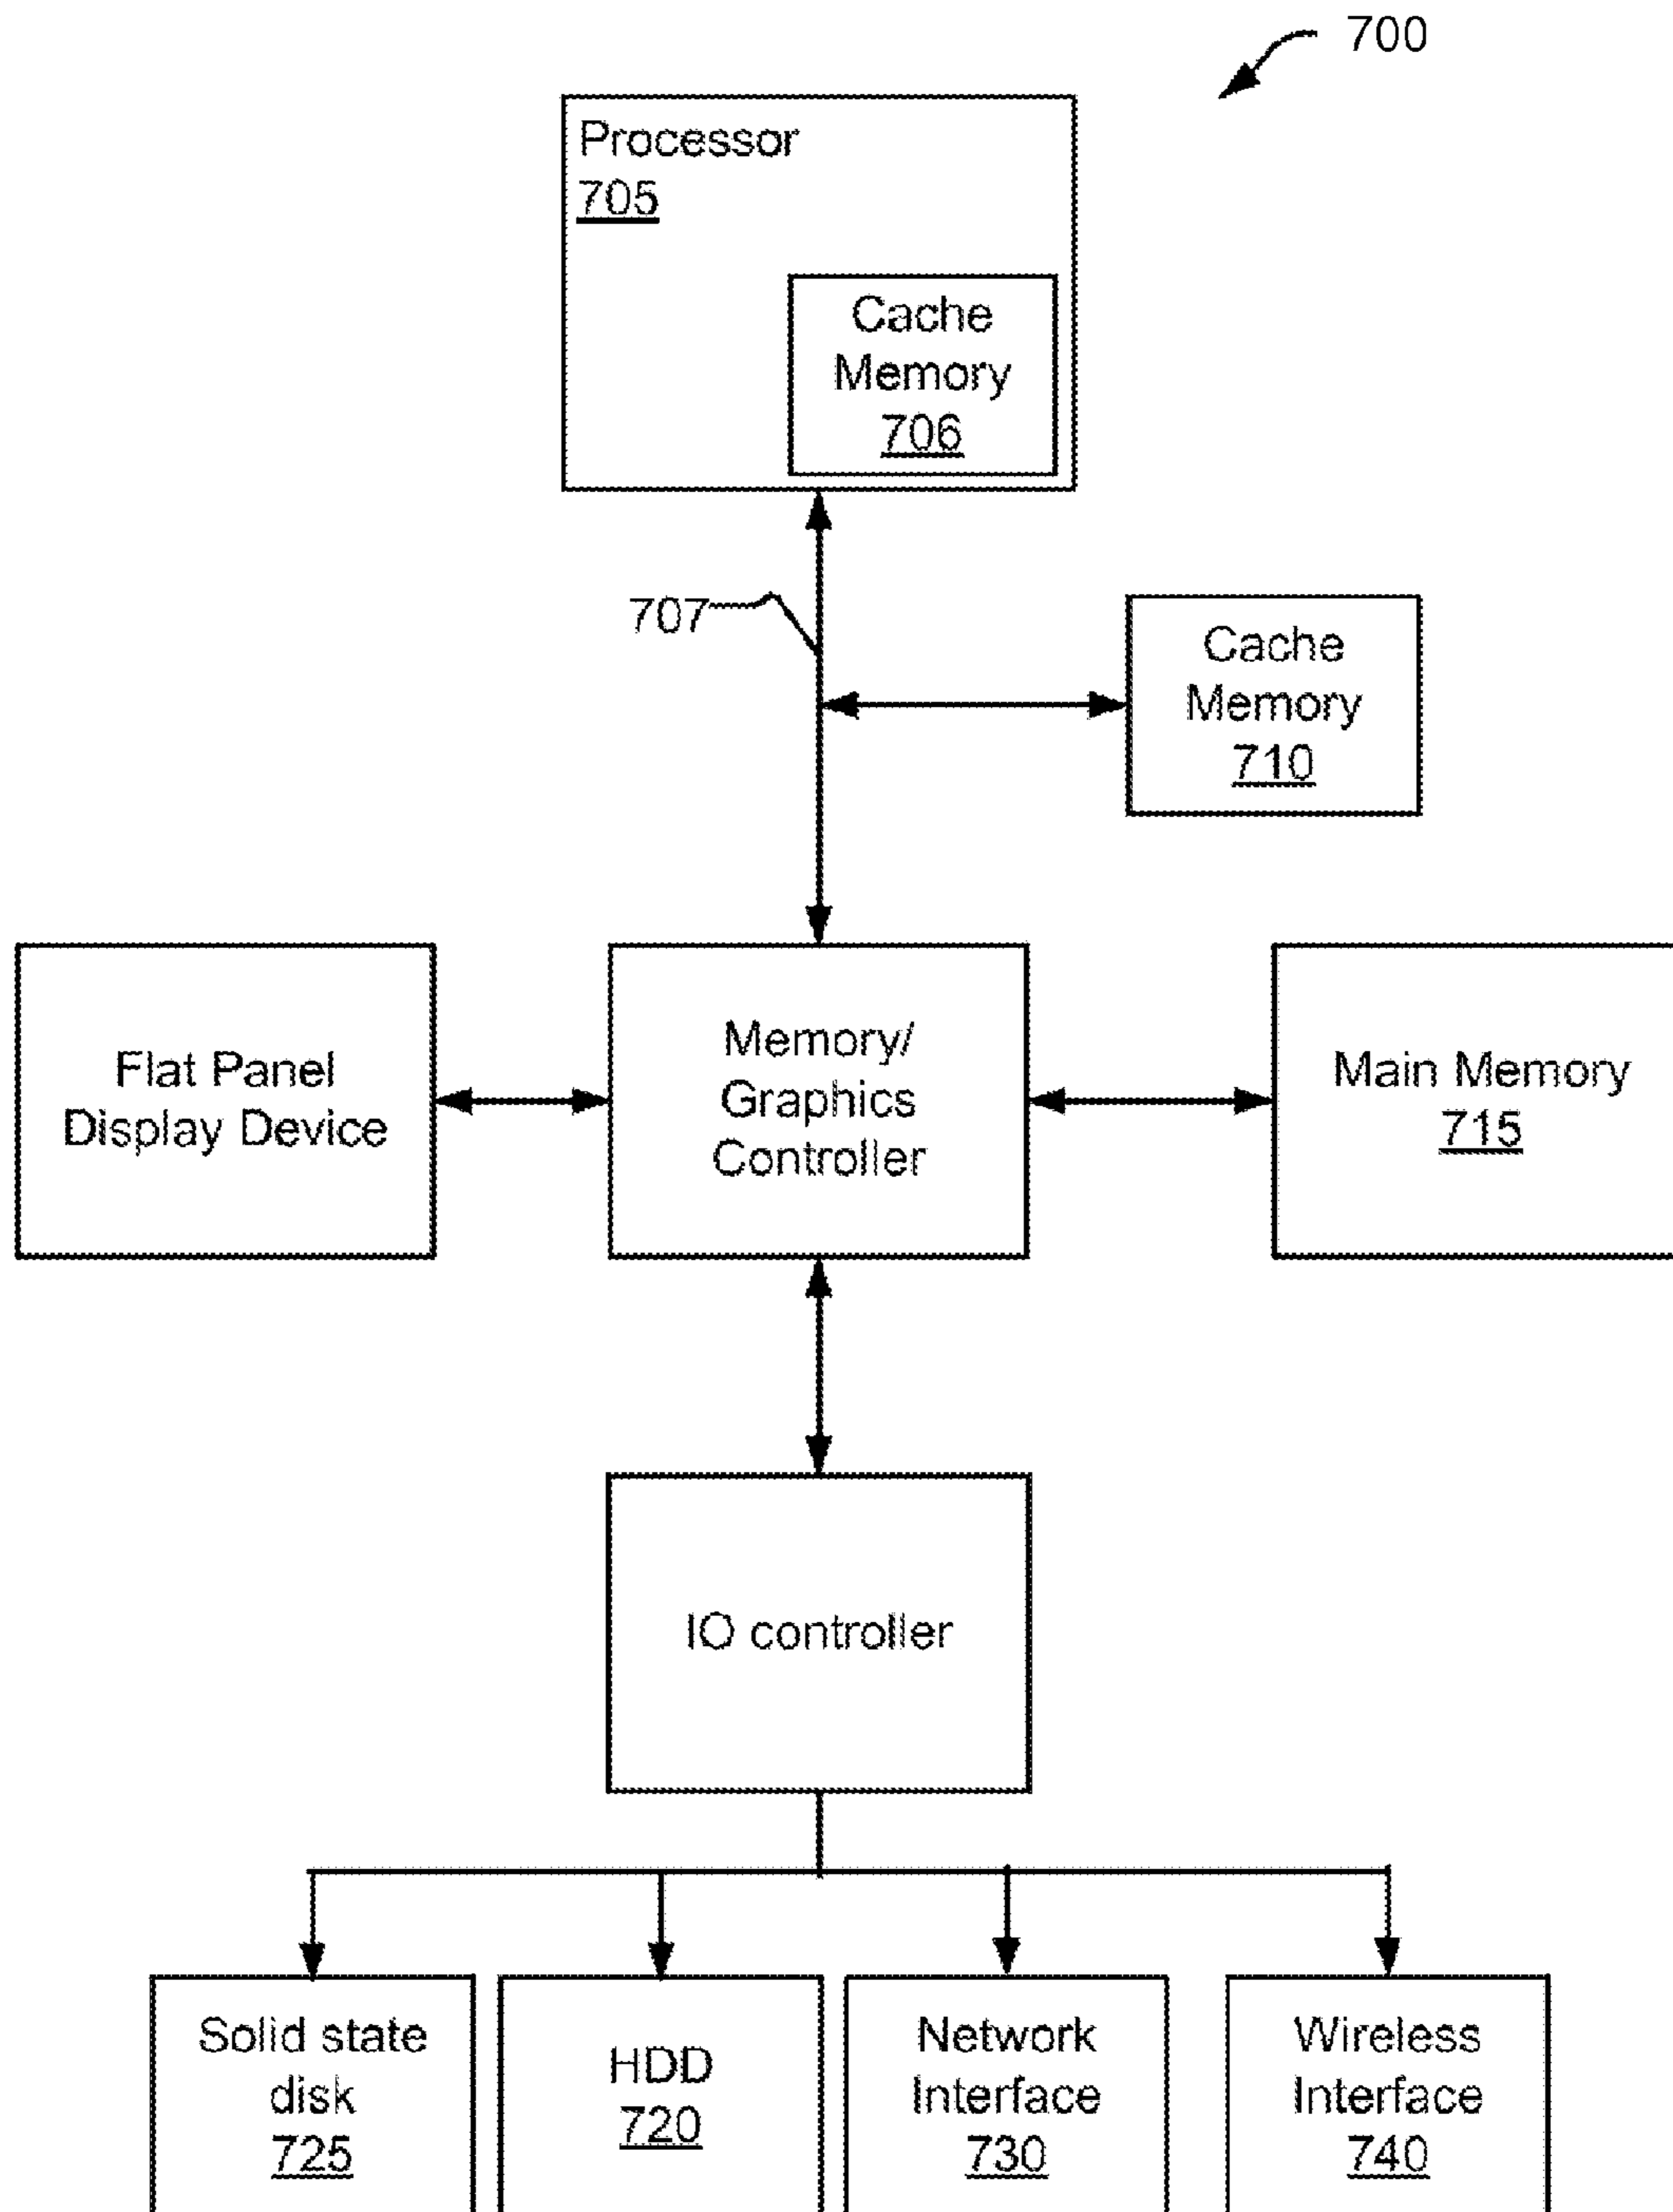 700
Processor
705
Cache
Memory
706
707
Cache
Memory
710
Flat Panel
Display Device
Memory/
Graphics
Controller
Main Memory
715
IO controller
Solid state
disk
725
HDD
720
Network
Interface
730
Wireless
Interface
740